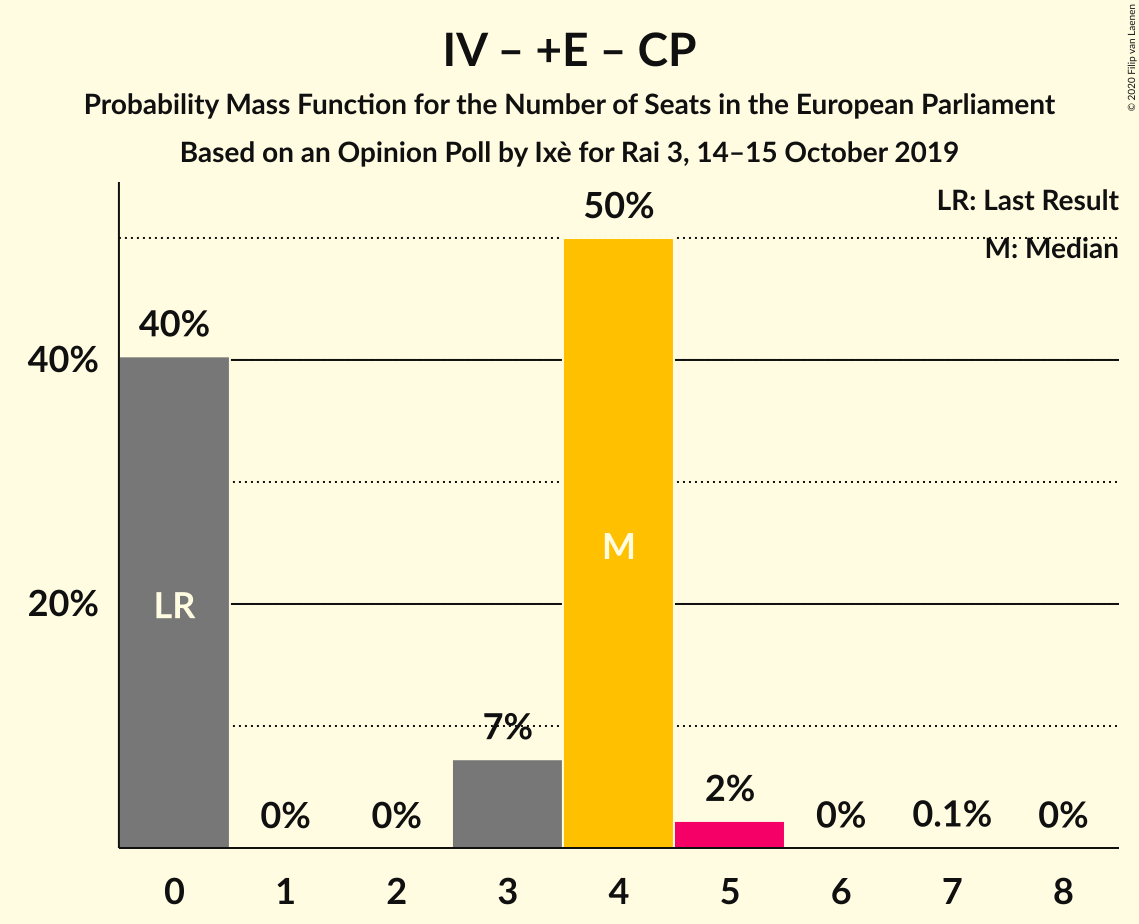 IV – +E – CP
Probability Mass Function for the Number of Seats in the European Parliament
Based on an Opinion Poll by Ixè for Rai 3, 14–15 October 2019
© 2020 Filip van Laenen
LR: Last Result
M: Median
50%
40%
40%
M
20%
LR
7%
2%
0%
0%
0%
0.1%
0%
0 1 2 3 4 5 6 7 8